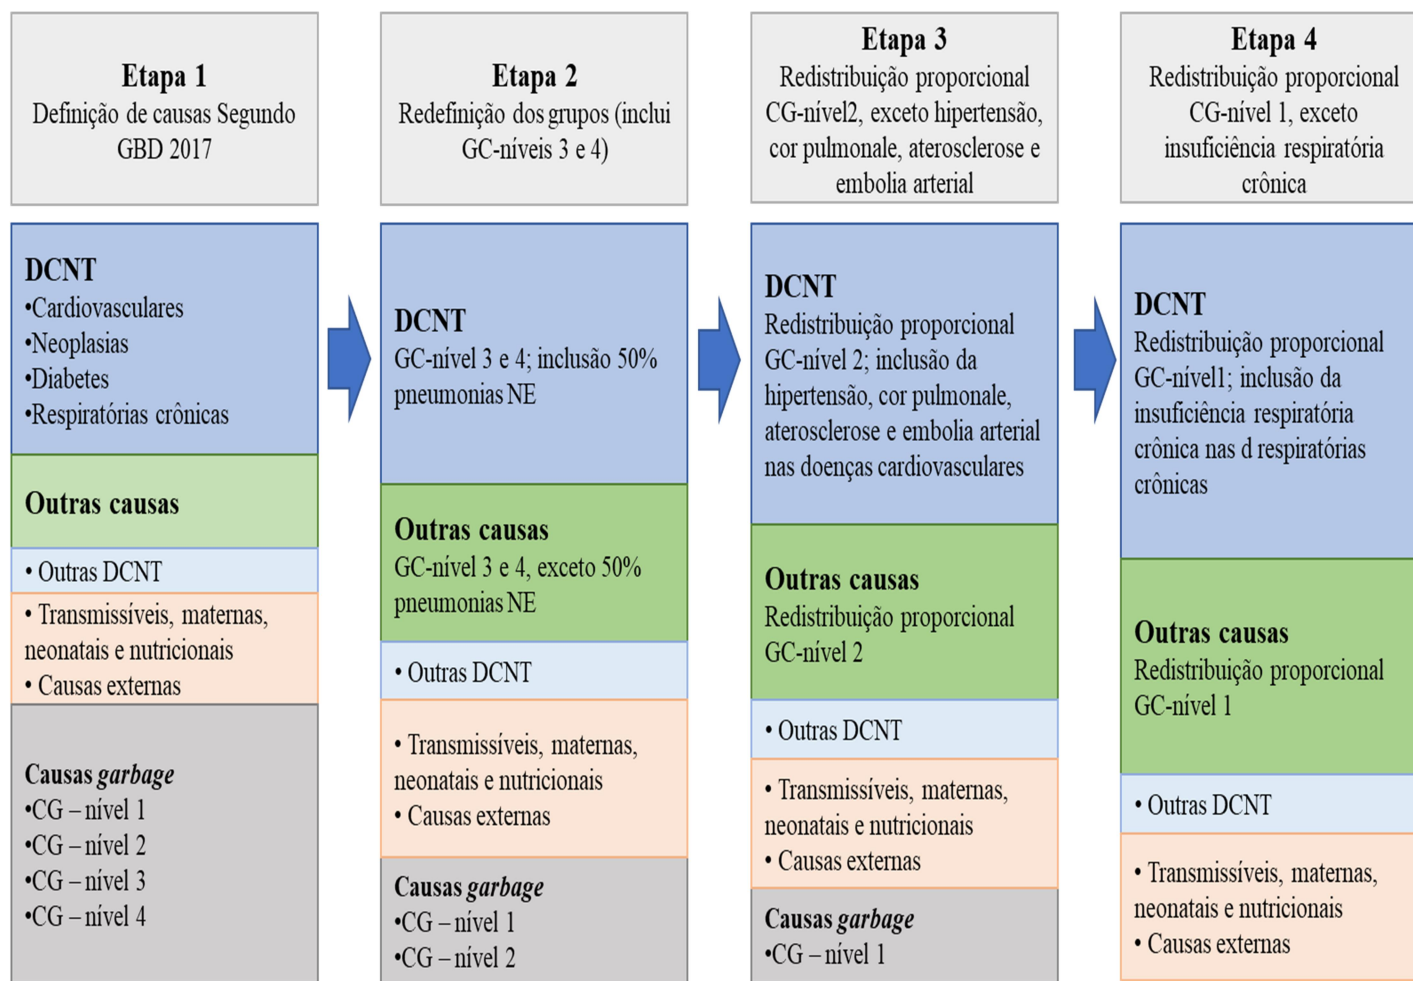 Etapa 1
Definição de causas Segundo
GBD 2017
DCNT
•Cardiovasculares
•Neoplasias
•Diabetes
•Respiratórias crônicas
Outras causas
• Outras DCNT
• Transmissíveis, maternas,
neonatais e nutricionais
• Causas externas
Causas garbage
•CG – nível 1
•CG – nível 2
•CG – nível 3
•CG – nível 4
Etapa 2
Redefinição dos grupos (inclui
GC-níveis 3 e 4)
DCNT
GC-nível 3 e 4; inclusão 50%
pneumonias NE
Outras causas
GC-nível 3 e 4, exceto 50%
pneumonias NE
• Outras DCNT
• Transmissíveis, maternas,
neonatais e nutricionais
• Causas externas
Causas garbage
•CG – nível 1
•CG – nível 2
Etapa 3
Redistribuição proporcional
CG-nível2, exceto hipertensão,
cor pulmonale, aterosclerose e
embolia arterial
DCNT
Redistribuição proporcional
GC-nível 2; inclusão da
hipertensão, cor pulmonale,
aterosclerose e embolia arterial
nas doenças cardiovasculares
Outras causas
Redistribuição proporcional
GC-nível 2
• Outras DCNT
• Transmissíveis, maternas,
neonatais e nutricionais
• Causas externas
Causas garbage
•CG – nível 1
Etapa 4
Redistribuição proporcional
CG-nível 1, exceto
insuficiência respiratória
crônica
DCNT
Redistribuição proporcional
GC-nível1; inclusão da
insuficiência respiratória
crônica nas d respiratórias
crônicas
Outras causas
Redistribuição proporcional
GC-nível 1
• Outras DCNT
• Transmissíveis, maternas,
neonatais e nutricionais
• Causas externas